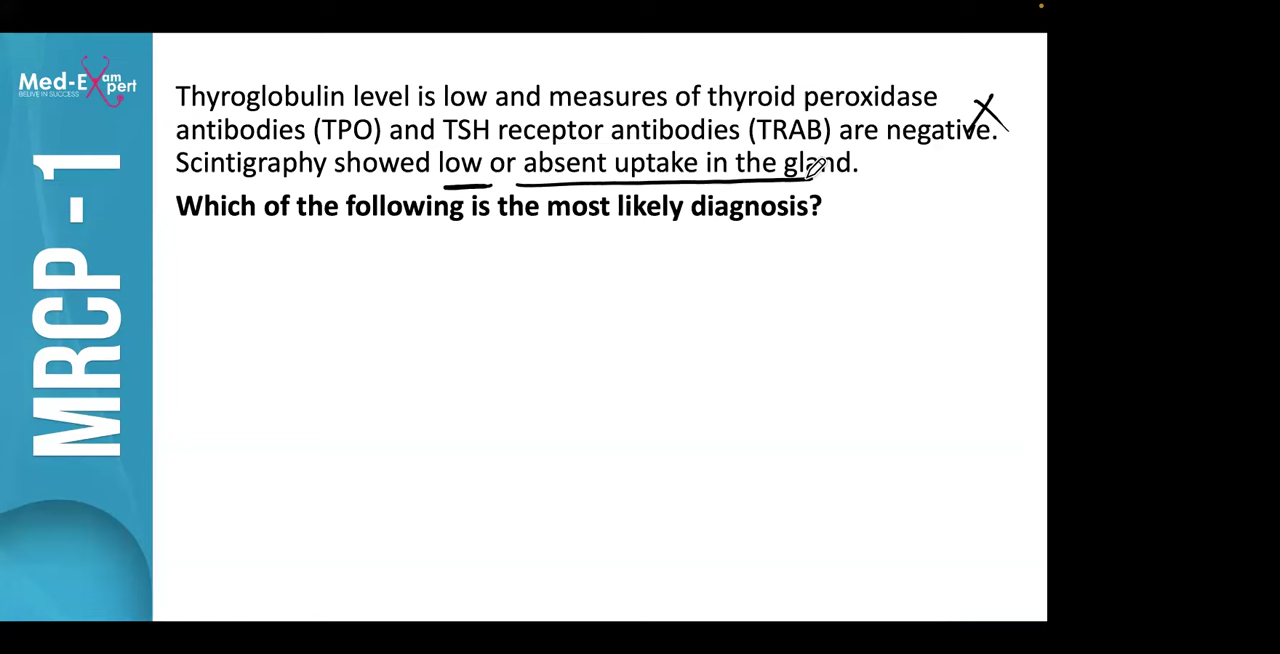 Med-Exam
pert
BELIVE IN SUCCESS
MRCP - 1
Thyroglobulin level is low and measures of thyroid peroxidase
antibodies (TPO) and TSH receptor antibodies (TRAB) are negative.
Scintigraphy showed low or absent uptake in the gland.
Which of the following is the most likely diagnosis?